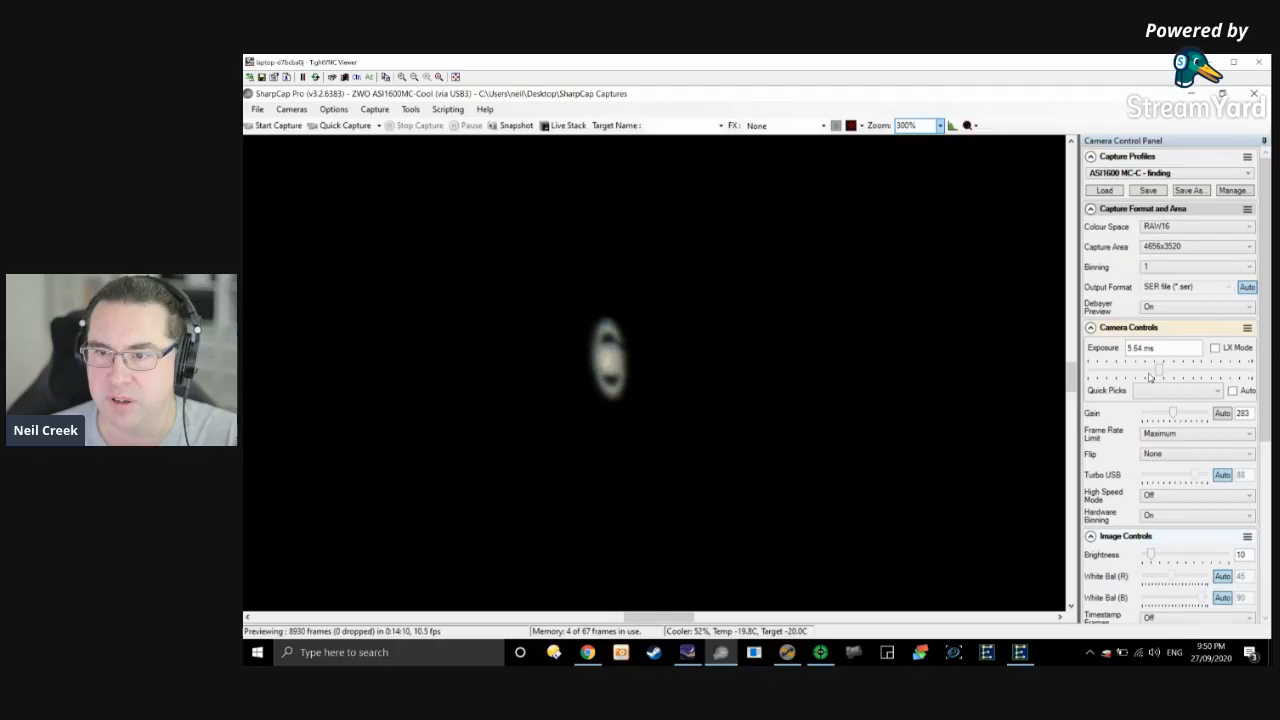 Powered by
StreamYard
laptop-d7bcba0j - TightVNC Viewer
SharpCap Pro (v3.2.6383) - ZWO ASI1600MC-Cool (via USB3) - C:\Users\neil\Desktop\SharpCap Captures
File Cameras Options Capture Tools Scripting Help
Start Capture Quick Capture Stop Capture Pause Snapshot Live Stack Target Name: FX: None Zoom: 300%
Camera Control Panel
Capture Profiles
ASI1600 MC-C - finding
Load Save Save As... Manage...
Capture Format and Area
Colour Space RAW16
Capture Area 4656x3520
Binning 1
Output Format SER file (*.ser) Auto
Debayer Preview On
Camera Controls
Exposure 5.64 ms LX Mode
Quick Picks Auto
Gain Auto 283
Frame Rate Limit Maximum
Flip None
Turbo USB Auto 88
High Speed Mode Off
Hardware Binning On
Image Controls
Brightness 10
White Bal (R) Auto 45
White Bal (B) Auto 90
Timestamp Frames Off
Neil Creek
Previewing : 8930 frames (0 dropped) in 0:14:10, 10.5 fps Memory: 4 of 67 frames in use. Cooler: 52%, Temp -19.8C, Target -20.0C
Type here to search
ENG
9:50 PM
27/09/2020
3